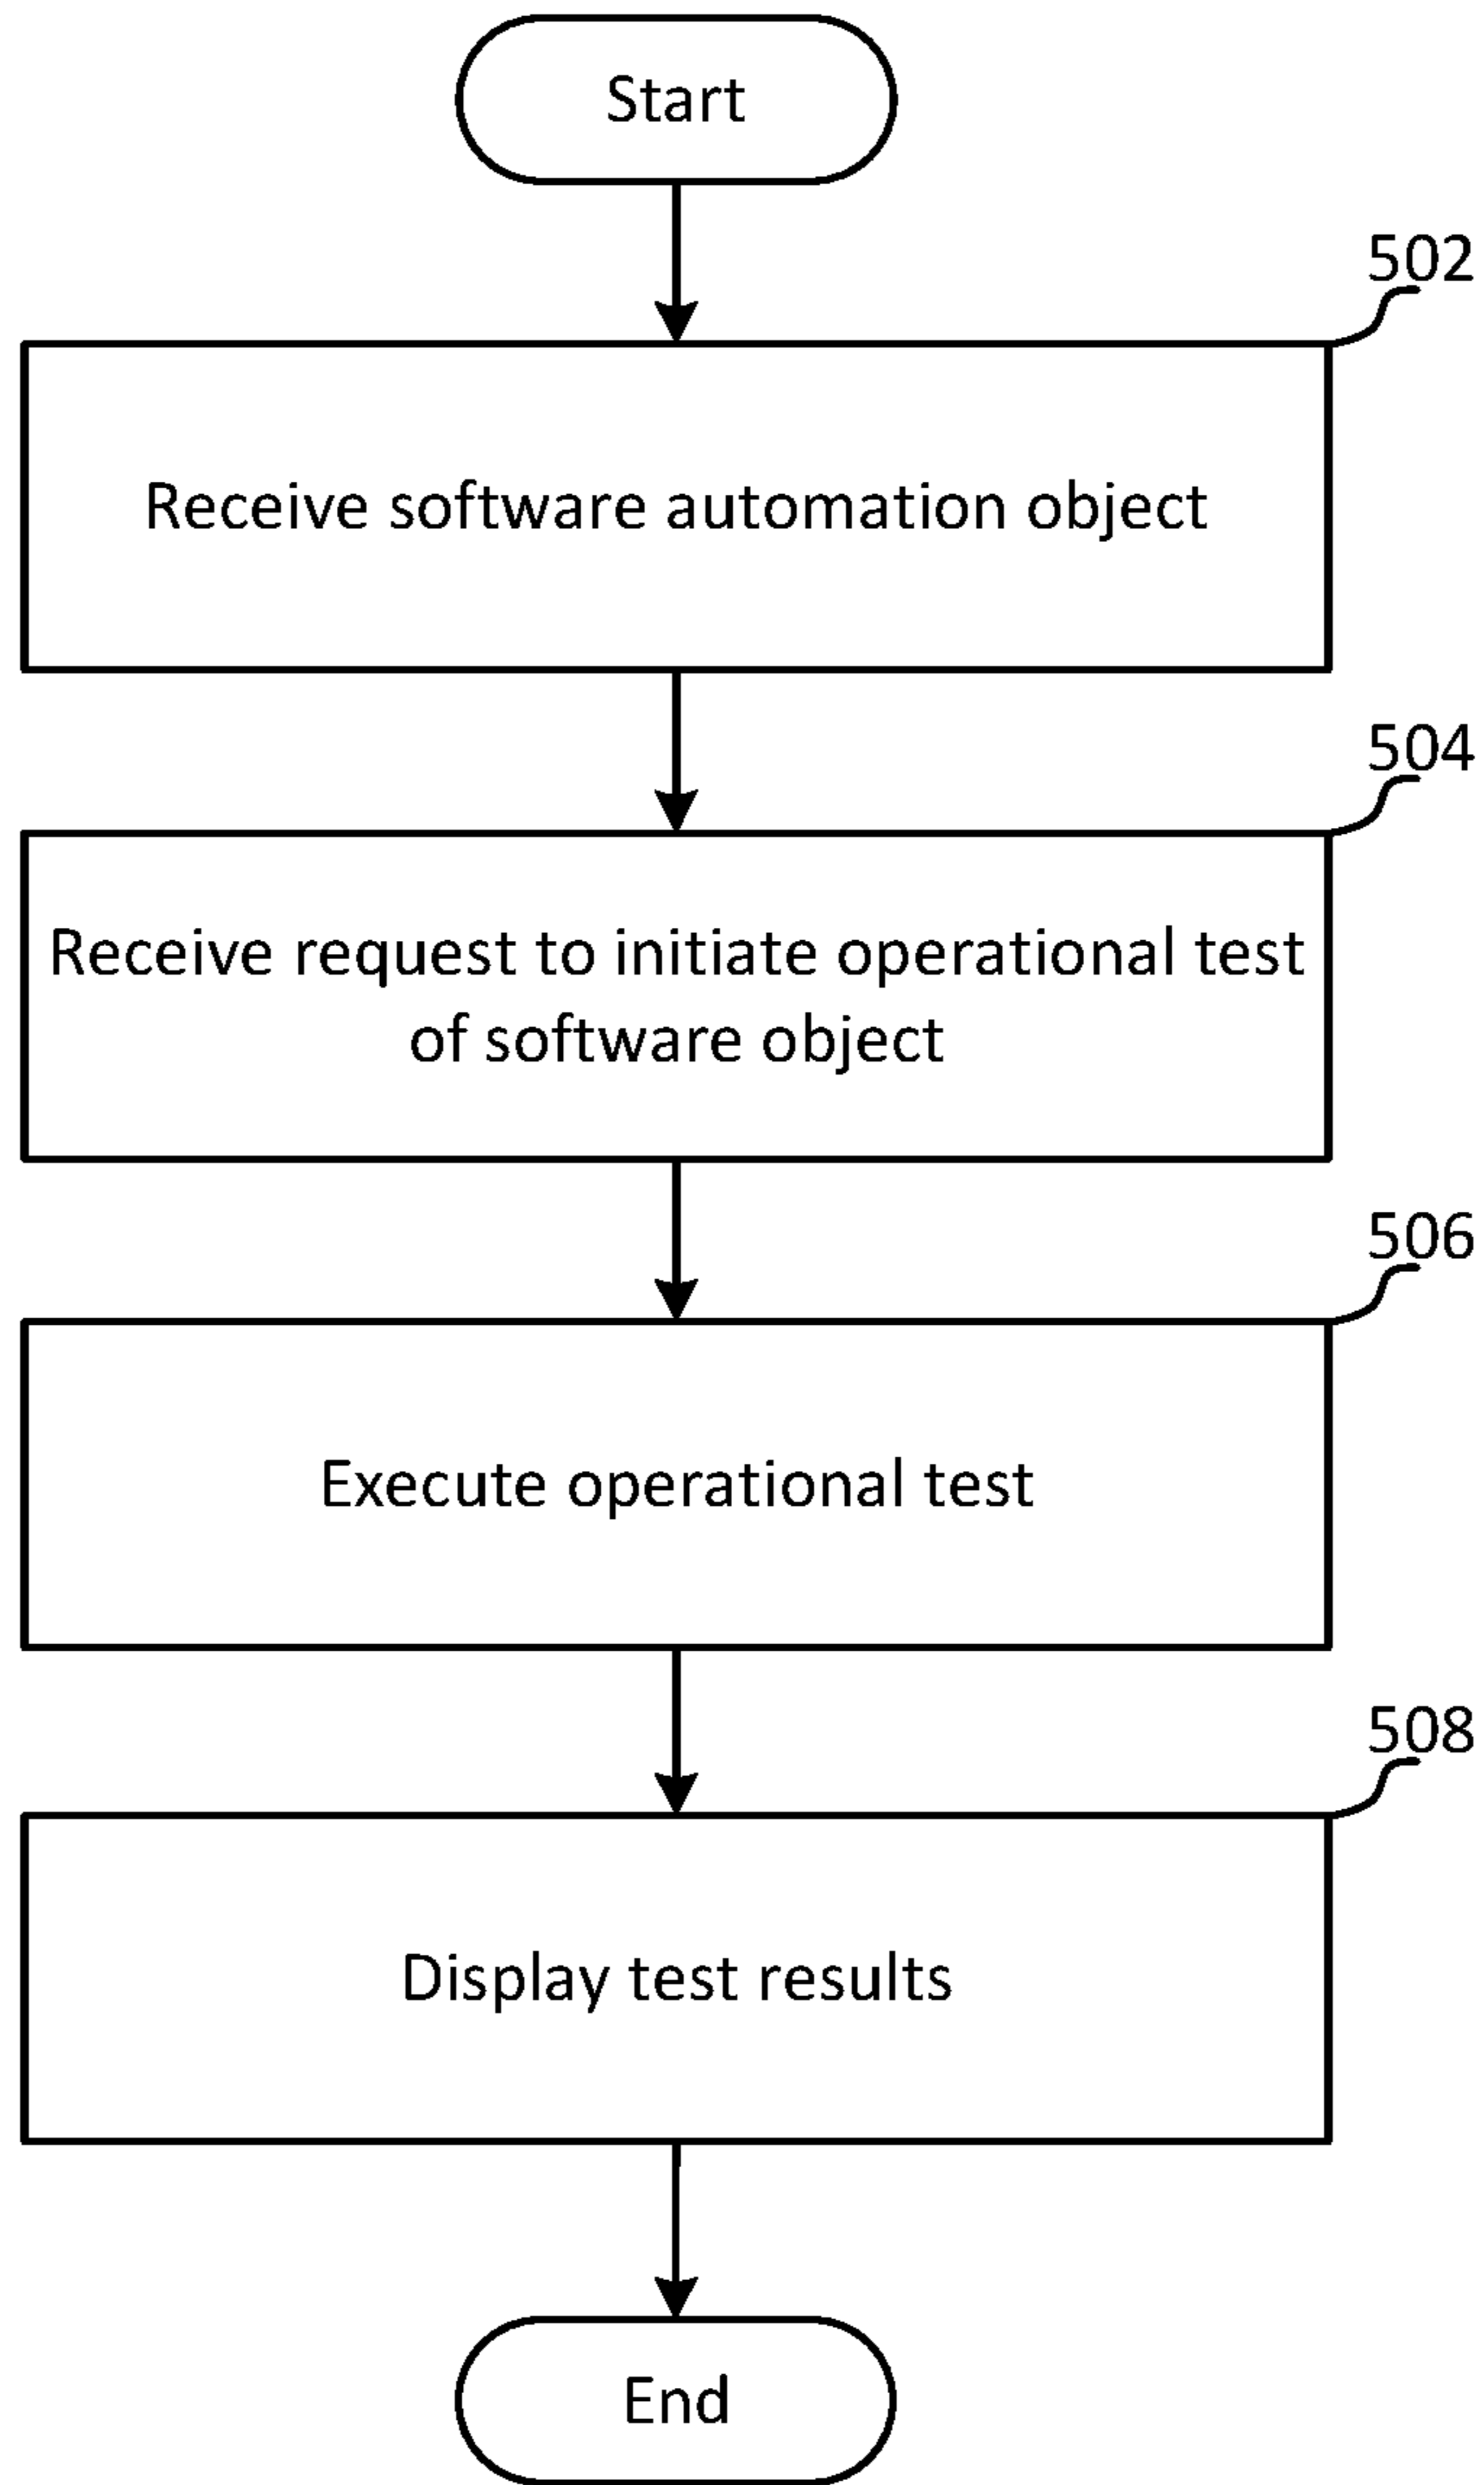 Start
502
Receive software automation object
504
Receive request to initiate operational test
of software object
506
Execute operational test
508
Display test results
End